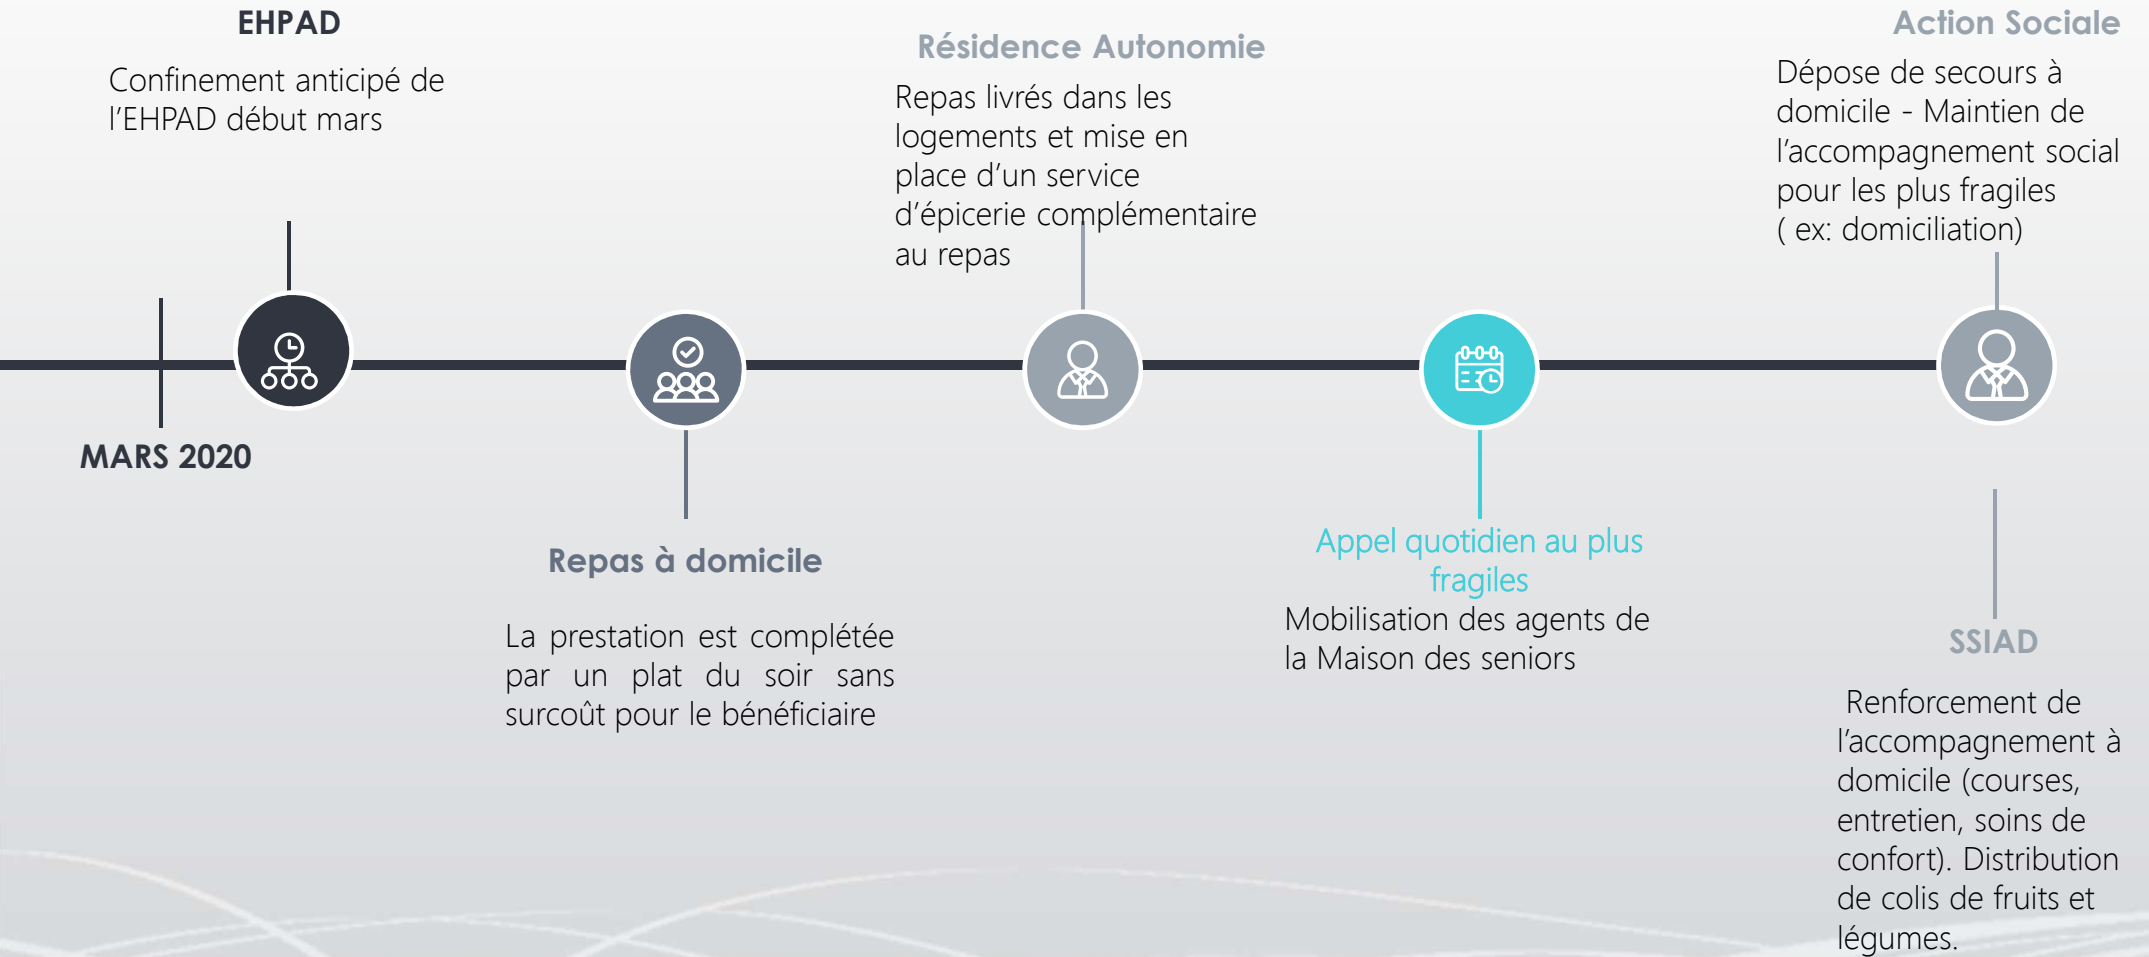 EHPAD
Confinement anticipé de
l’EHPAD début mars
MARS 2020
Repas à domicile
La prestation est complétée
par un plat du soir sans
surcoût pour le bénéficiaire
Résidence Autonomie
Repas livrés dans les
logements et mise en
place d’un service
d’épicerie complémentaire
au repas
Appel quotidien au plus
fragiles
Mobilisation des agents de
la Maison des seniors
Action Sociale
Dépose de secours à
domicile - Maintien de
l’accompagnement social
pour les plus fragiles
( ex: domiciliation)
SSIAD
Renforcement de
l’accompagnement à
domicile (courses,
entretien, soins de
confort). Distribution
de colis de fruits et
légumes.